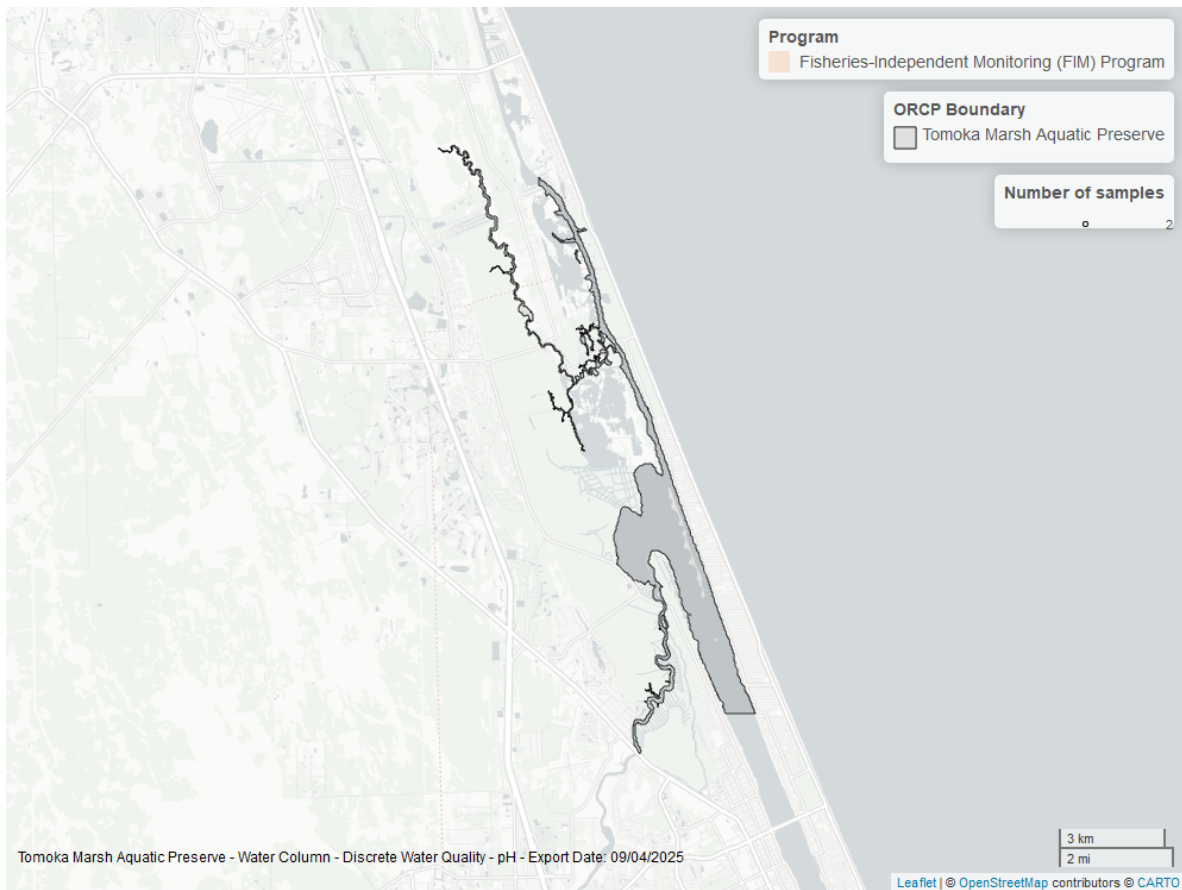 Program
Fisheries-Independent Monitoring (FIM) Program
ORCP Boundary
Tomoka Marsh Aquatic Preserve
Number of samples
2
3 km
2 mi
Tomoka Marsh Aquatic Preserve - Water Column - Discrete Water Quality - pH - Export Date: 09/04/2025
Leaflet | © OpenStreetMap contributors © CARTO